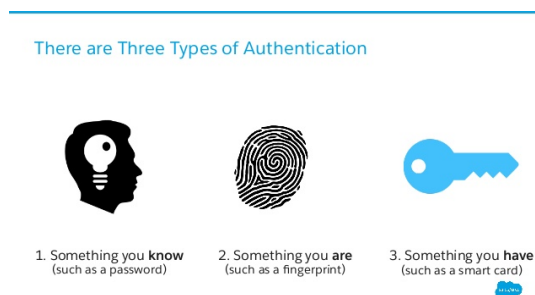 There are Three Types of Authentication
1. Something you know
(such as a password)
2. Something you are
(such as a fingerprint)
3. Something you have
(such as a smart card)